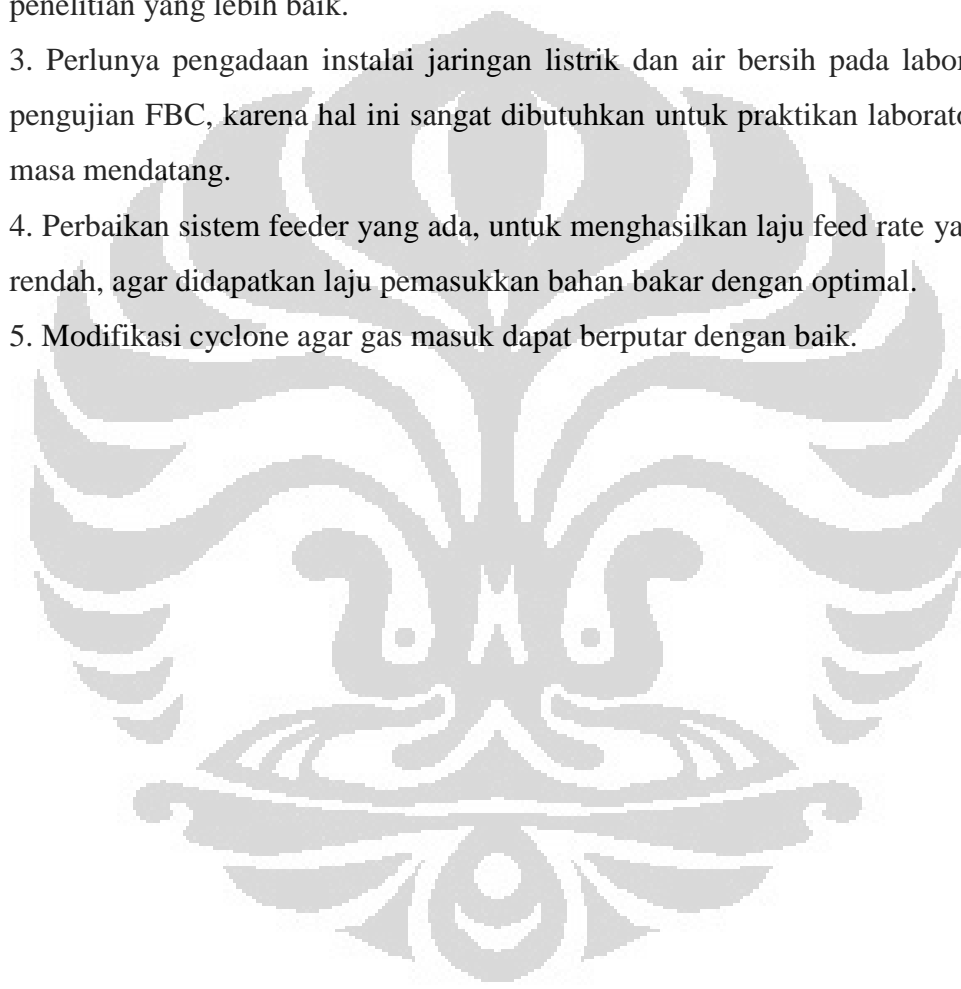 penelitian yang lebih baik.
3. Perlunya pengadaan instalai jaringan listrik dan air bersih pada labor
pengujian FBC, karena hal ini sangat dibutuhkan untuk praktikan laborato
masa mendatang.
4. Perbaikan sistem feeder yang ada, untuk menghasilkan laju feed rate ya
rendah, agar didapatkan laju pemasukkan bahan bakar dengan optimal.
5. Modifikasi cyclone agar gas masuk dapat berputar dengan baik.